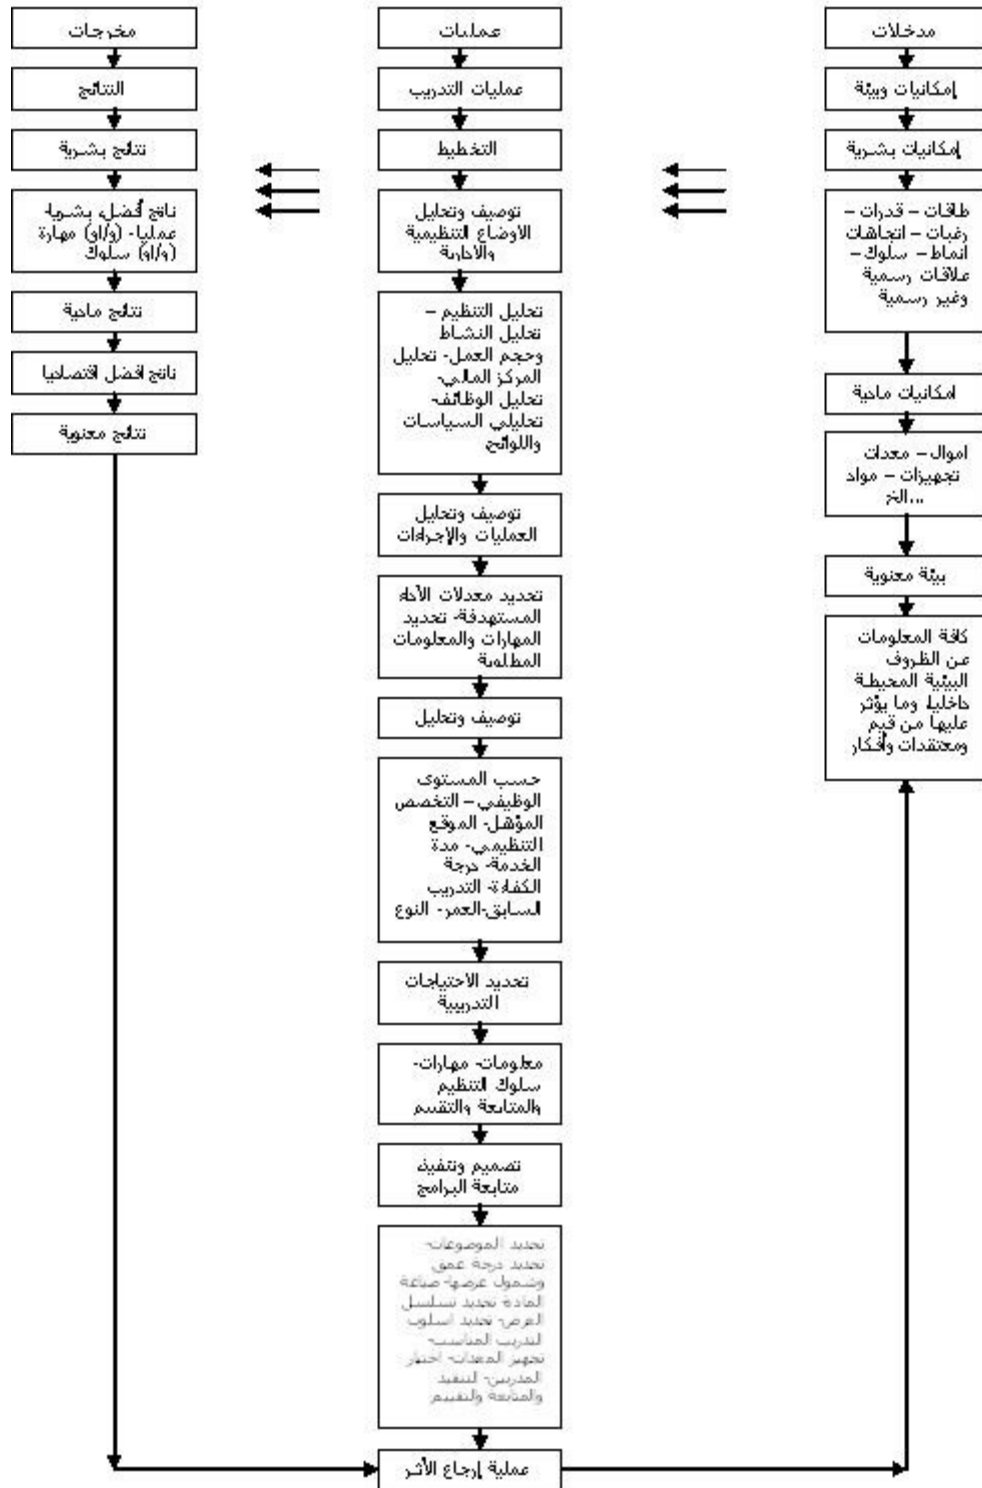 مدخلات
إمكانيات وبيئة
إمكانيات بشرية
طاقات – قدرات –
رغبات – اتجاهات
انماط – سلوك –
علاقات رسمية
وغير رسمية
امكانيات مادية
اموال – معدات
تجهيزات – مواد
...الخ
بيئة معنوية
كافة المعلومات
عن الظروف
البيئية المحيطة
داخليا، وما يؤثر
عليها من قيم
ومعتقدات وأفكار
عمليات
عمليات التدريب
التخطيط
توصيف وتحليل
الاوضاع التنظيمية
والادارية
تحليل التنظيم –
تحليل النشاط
وحجم العمل- تحليل
المركز المالي-
تحليل الوظائف-
تحليلي السياسات
واللوائح
توصيف وتحليل
العمليات والإجراءات
تحديد معدلات الأداء
المستهدفة- تحديد
المهارات والمعلومات
المطلوبة
توصيف وتحليل
حسب المستوى
الوظيفي – التخصص
المؤهل- الموقع
التنظيمي- مدة
الخدمة- درجة
الكفاءة- التدريب
السابق-العمر- النوع
تحديد الاحتياجات
التدريبية
معلومات- مهارات-
سلوك التنظيم
والمتابعة والتقييم
تصميم وتنفيذ
متابعة البرامج
تحديد الموضوعات-
تحديد درجة عمق
وشمول عرضها- صياغة
المادة- تحديد تسلسل
العرض- تحديد اسلوب
التدريب المناسب-
تجهيز المعدات- اختيار
المدربين- التنفيذ
والمتابعة والتقييم
عملية إرجاع الأثر
مخرجات
النتائج
نتائج بشرية
ناتج أفضل، بشريا-
عمليا- (و/او) مهارة
(و/او) سلوك
نتائج مادية
ناتج افضل اقتصاديا
نتائج معنوية